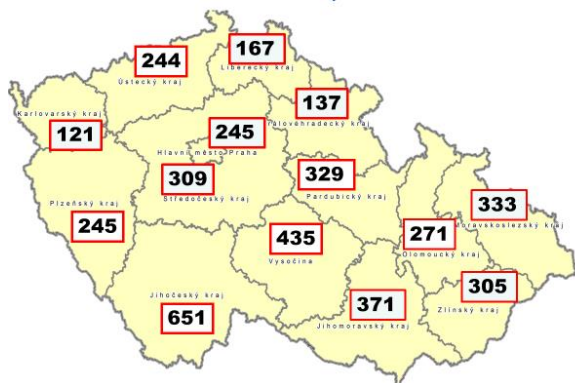 167
Liberecký kraj
244
Ústecký kraj
137
Královéhradecký kraj
Karlovarský kraj
121
245
Hlavní město Praha
309
Středočeský kraj
329
Pardubický kraj
Plzeňský kraj
245
333
Moravskoslezský kraj
271
Olomoucký kraj
435
Vysočina
305
Zlínský kraj
Jihočeský kraj
651
371
Jihomoravský kraj